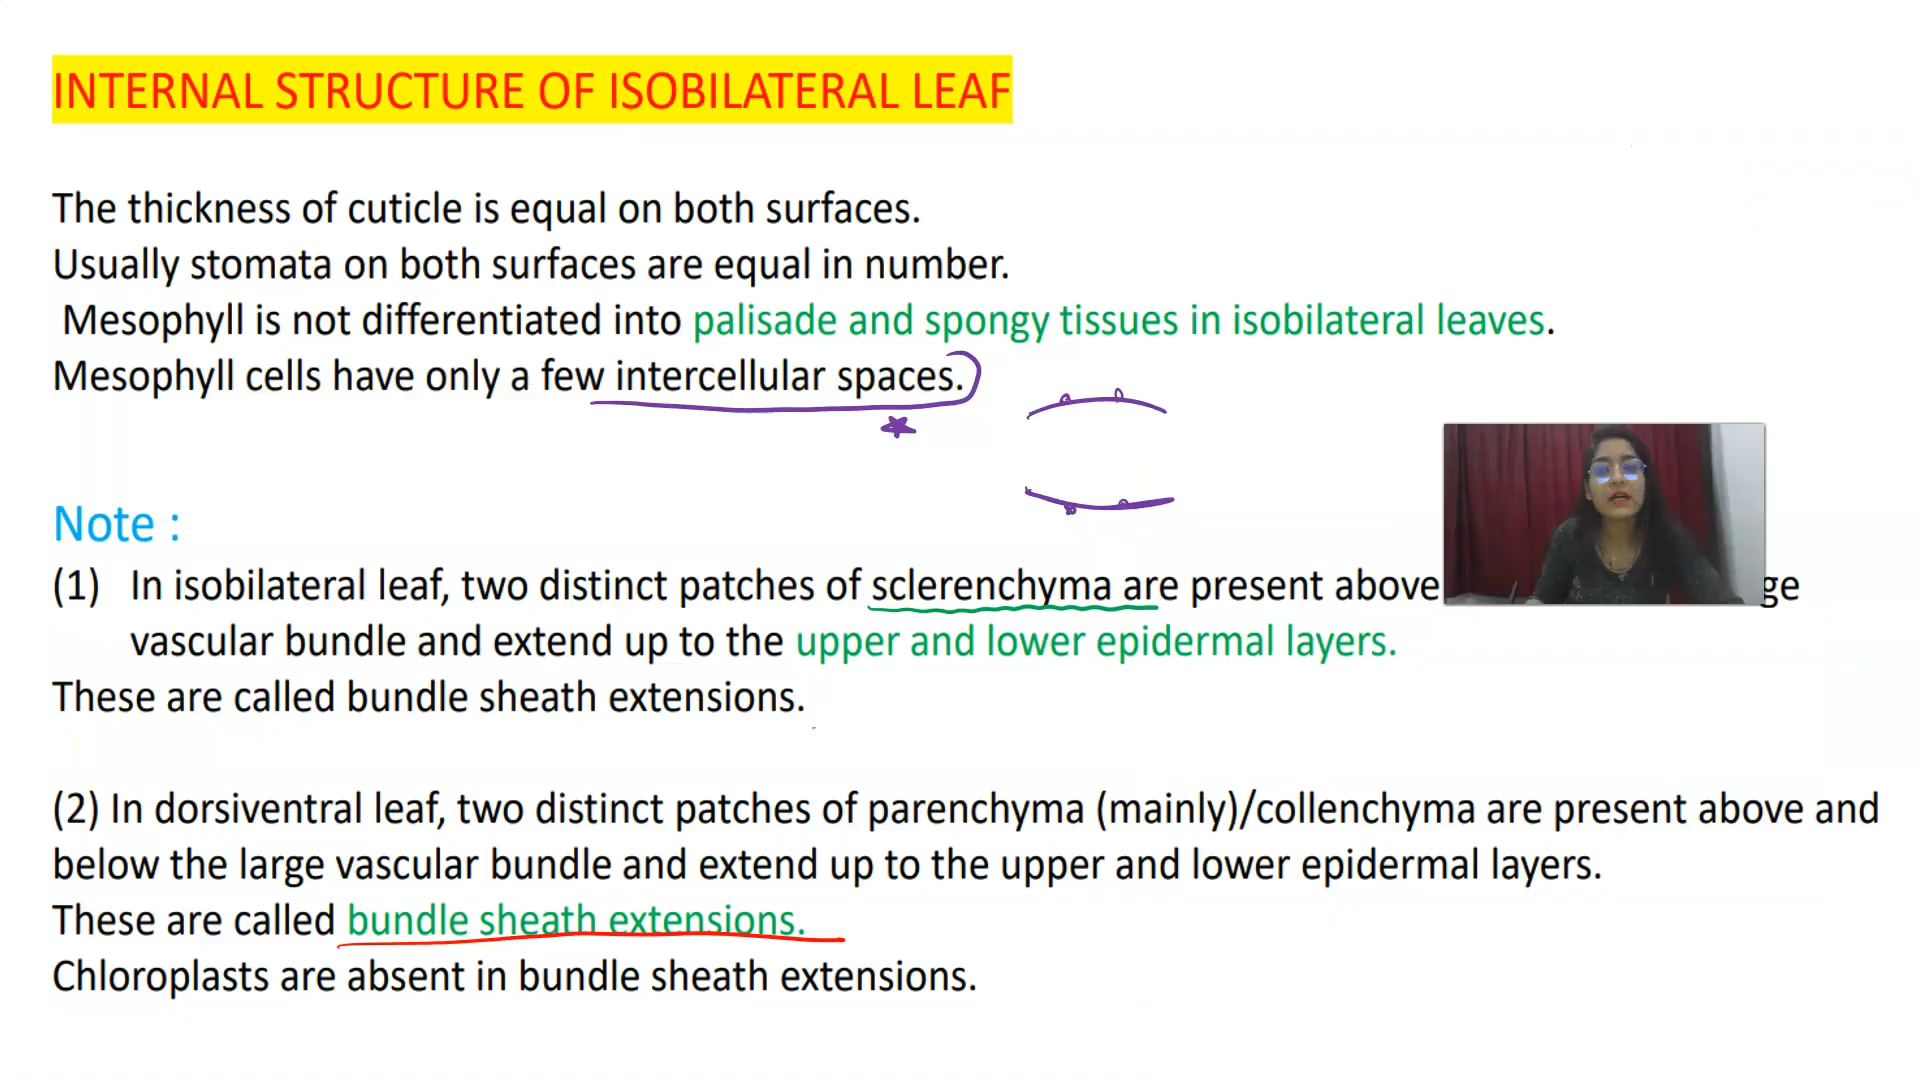 INTERNAL STRUCTURE OF ISOBILATERAL LEAF
The thickness of cuticle is equal on both surfaces.
Usually stomata on both surfaces are equal in number.
Mesophyll is not differentiated into palisade and spongy tissues in isobilateral leaves.
Mesophyll cells have only a few intercellular spaces.
Note :
(1) In isobilateral leaf, two distinct patches of sclerenchyma are present above
vascular bundle and extend up to the upper and lower epidermal layers.
These are called bundle sheath extensions.
(2) In dorsiventral leaf, two distinct patches of parenchyma (mainly)/collenchyma are present above and
below the large vascular bundle and extend up to the upper and lower epidermal layers.
These are called bundle sheath extensions.
Chloroplasts are absent in bundle sheath extensions.